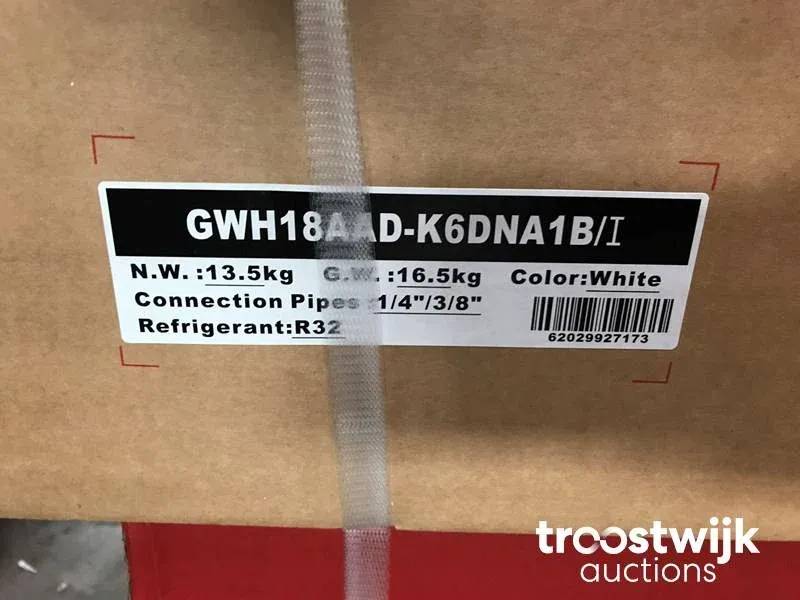 GWH18AAD-K6DNA1B/I
N.W.:13.5kg G.W.:16.5kg Color:White
Connection Pipes:1/4"/3/8"
Refrigerant:R32
62029927173
troostwijk
auctions